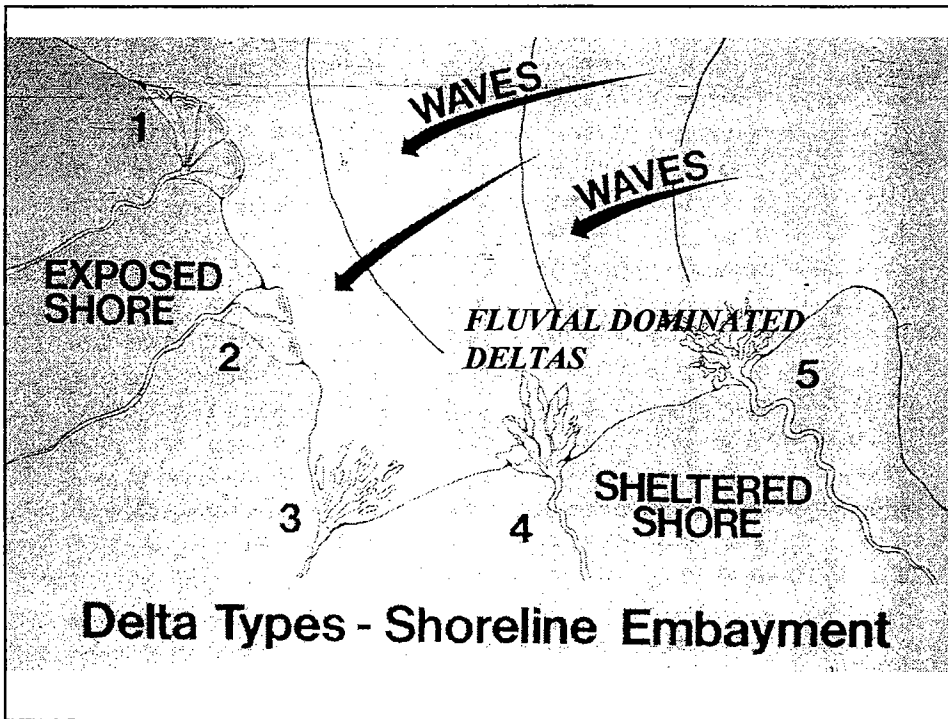 WAVES
WAVES
1
EXPOSED
SHORE
FLUVIAL DOMINATED
DELTAS
2
5
3
4
SHELTERED
SHORE
Delta Types - Shoreline Embayment